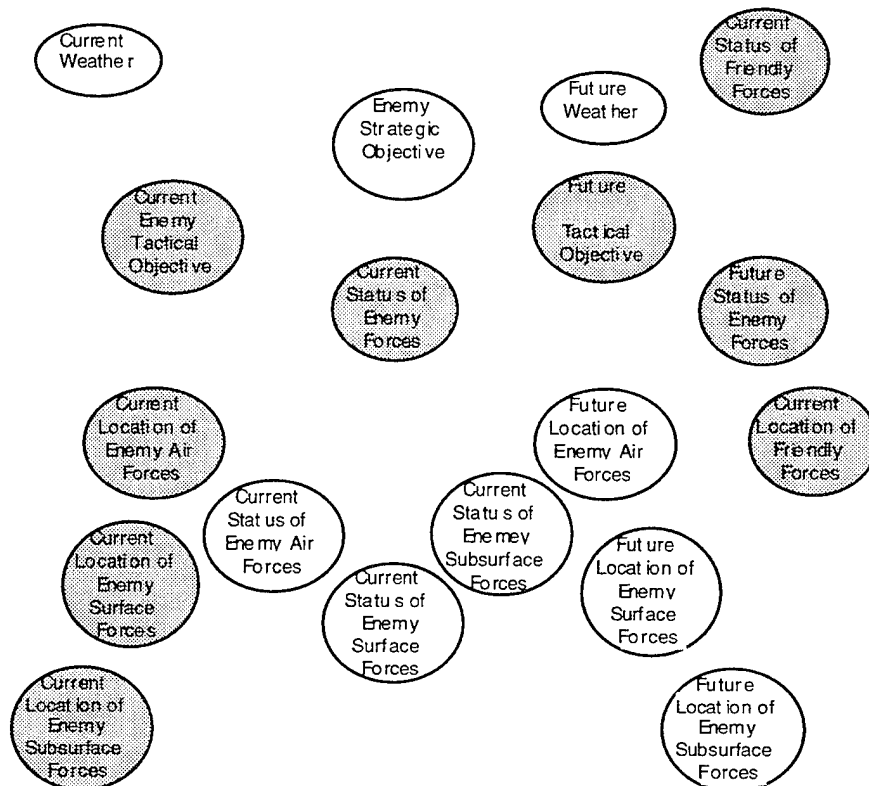 Current
Weather
Current
Status of
Friendly
Forces
Enemy
Strategic
Objective
Future
Weather
Current
Enemy
Tactical
Objective
Future
Tactical
Objective
Current
Status of
Enemy
Forces
Future
Status of
Enemy
Forces
Current
Location of
Enemy Air
Forces
Future
Location of
Enemy Air
Forces
Current
Location of
Friendly
Forces
Current
Status of
Enemy Air
Forces
Current
Status of
Enemey
Subsurface
Forces
Current
Location of
Enemy
Surface
Forces
Current
Status of
Enemy
Surface
Forces
Future
Location of
Enemy
Surface
Forces
Current
Location of
Enemy
Subsurface
Forces
Future
Location of
Enemy
Subsurface
Forces